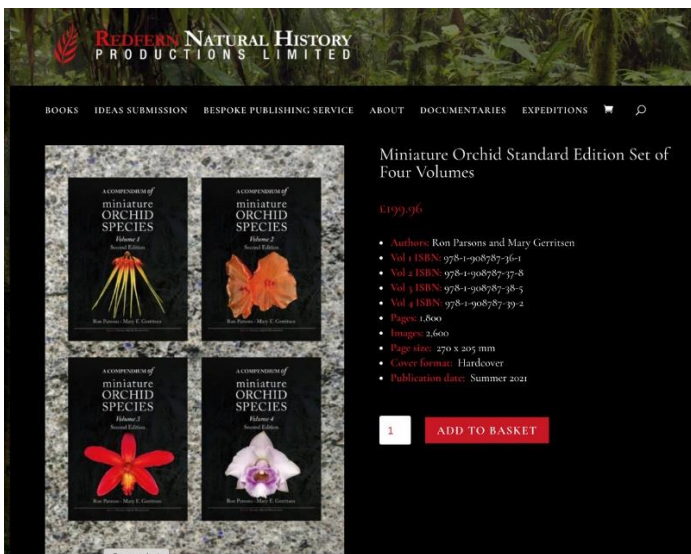 REDFERN NATURAL HISTORY
PRODUCTIONS LIMITED
BOOKS IDEAS SUBMISSION BESPOKE PUBLISHING SERVICE ABOUT DOCUMENTARIES EXPEDITIONS
A COMPENDIUM of
miniature
ORCHID
SPECIES
Volume 1
Second Edition
Ron Parsons - Mary E. Gerritsen
A COMPENDIUM of
miniature
ORCHID
SPECIES
Volume 2
Second Edition
Ron Parsons - Mary E. Gerritsen
A COMPENDIUM of
miniature
ORCHID
SPECIES
Volume 3
Second Edition
Ron Parsons - Mary E. Gerritsen
A COMPENDIUM of
miniature
ORCHID
SPECIES
Volume 4
Second Edition
Ron Parsons - Mary E. Gerritsen
Miniature Orchid Standard Edition Set of
Four Volumes
£199.96
Authors: Ron Parsons and Mary Gerritsen
Vol 1 ISBN: 978-1-908787-36-1
Vol 2 ISBN: 978-1-908787-37-8
Vol 3 ISBN: 978-1-908787-38-5
Vol 4 ISBN: 978-1-908787-39-2
Pages: 1,800
Images: 2,600
Page size: 270 x 205 mm
Cover format: Hardcover
Publication date: Summer 2021
1 ADD TO BASKET